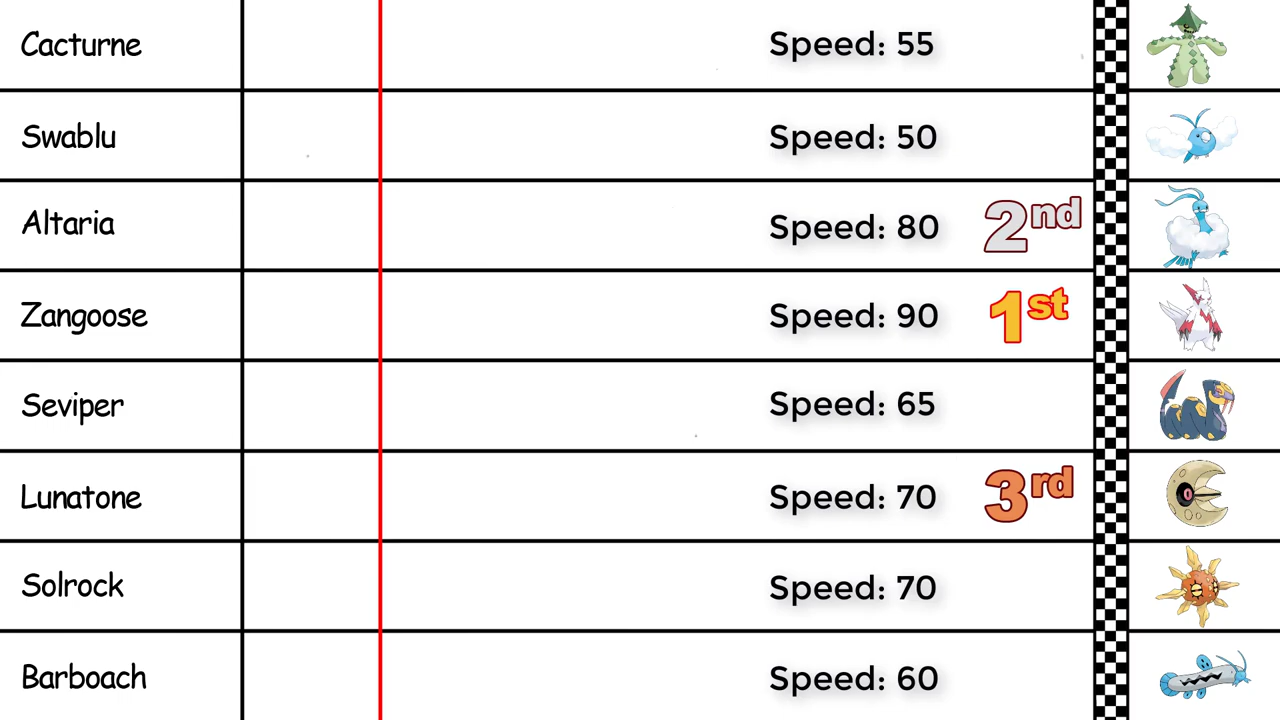 Cacturne Speed: 55
Swablu Speed: 50
Altaria Speed: 80 2nd
Zangoose Speed: 90 1st
Seviper Speed: 65
Lunatone Speed: 70 3rd
Solrock Speed: 70
Barboach Speed: 60